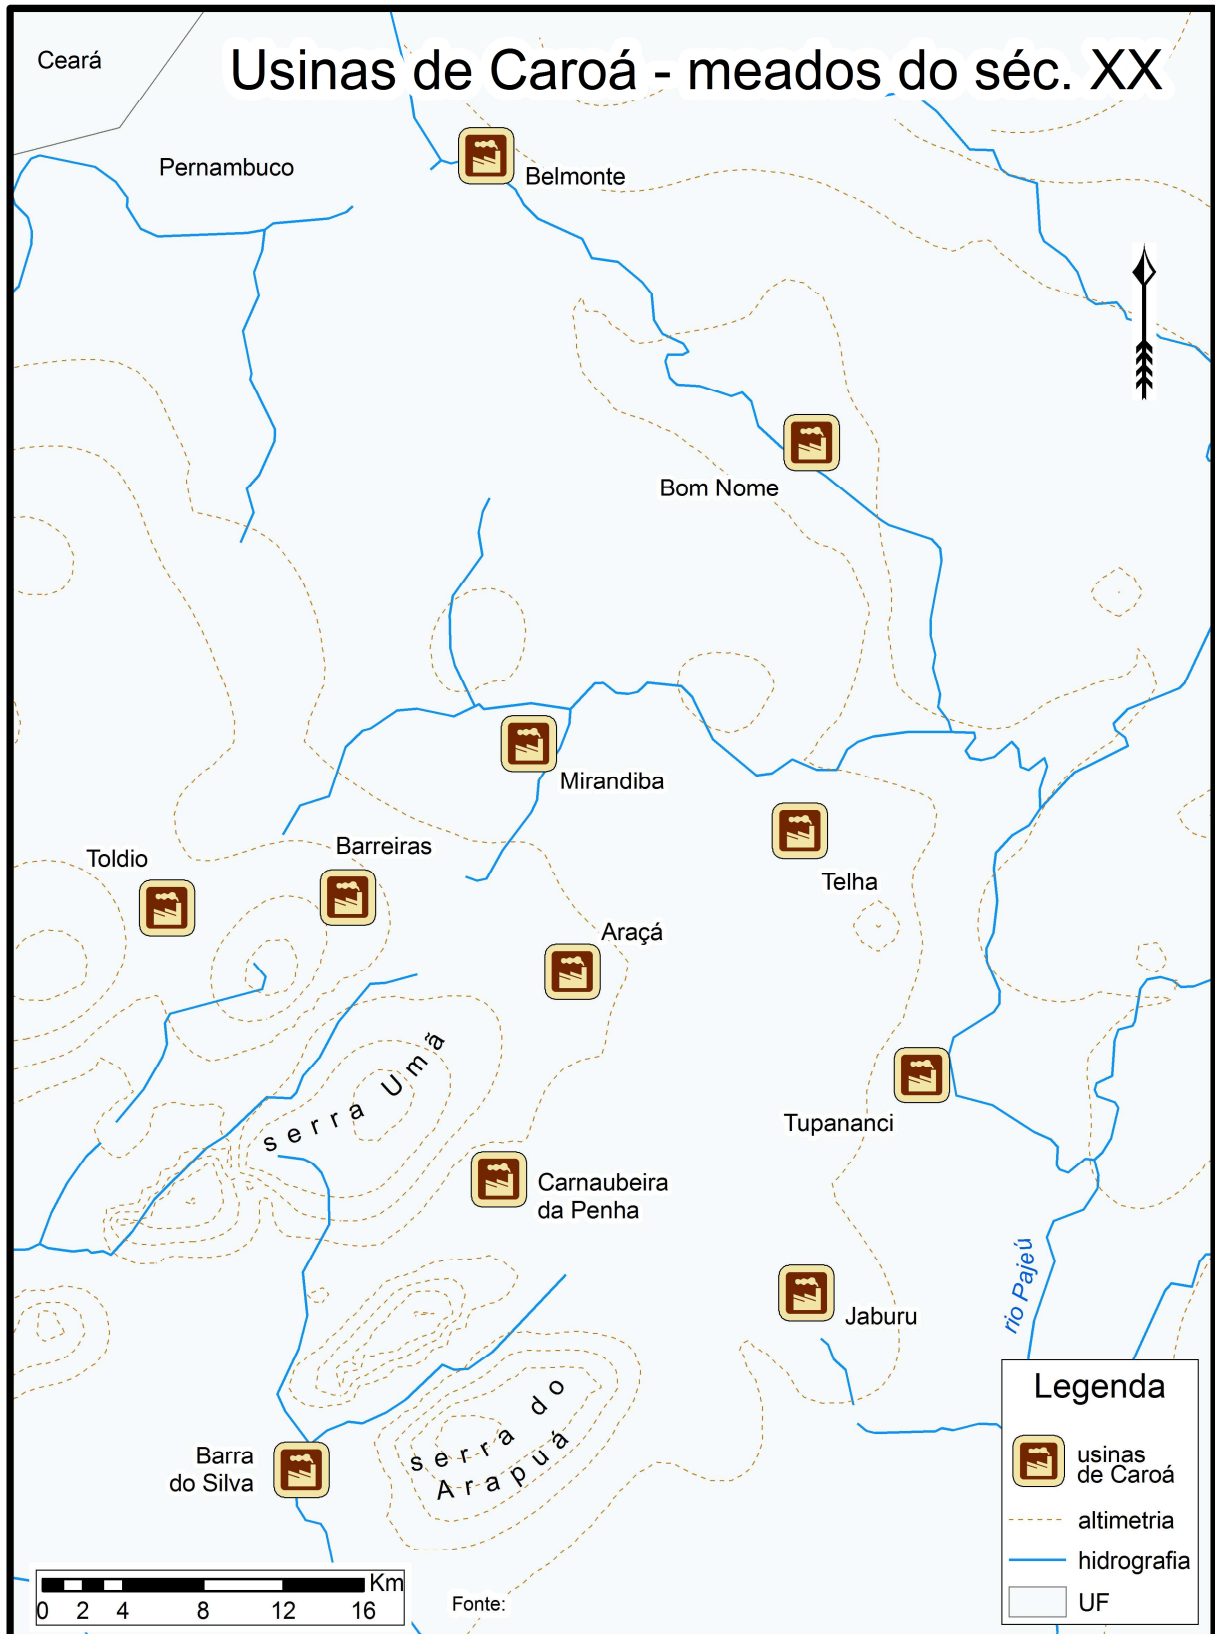 Usinas de Caroá - meados do séc. XX
Ceará
Pernambuco
Belmonte
Bom Nome
Mirandiba
Barreiras
Toldio
Telha
Araçá
serra Umã
Tupananci
Carnaubeira
da Penha
rio Pajeú
Jaburu
serra do
Arapuá
Barra
do Silva
Legenda
usinas
de Caroá
altimetria
hidrografia
UF
Km
0 2 4 8 12 16
Fonte: